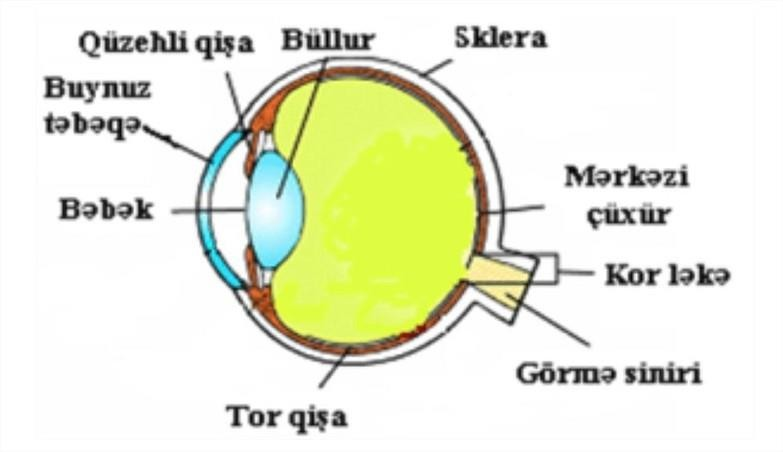 Qüzehli qişa
Büllur
Sklera
Buynuz
təbəqə
Bəbək
Mərkəzi
çüxür
Kor ləkə
Görmə siniri
Tor qişa